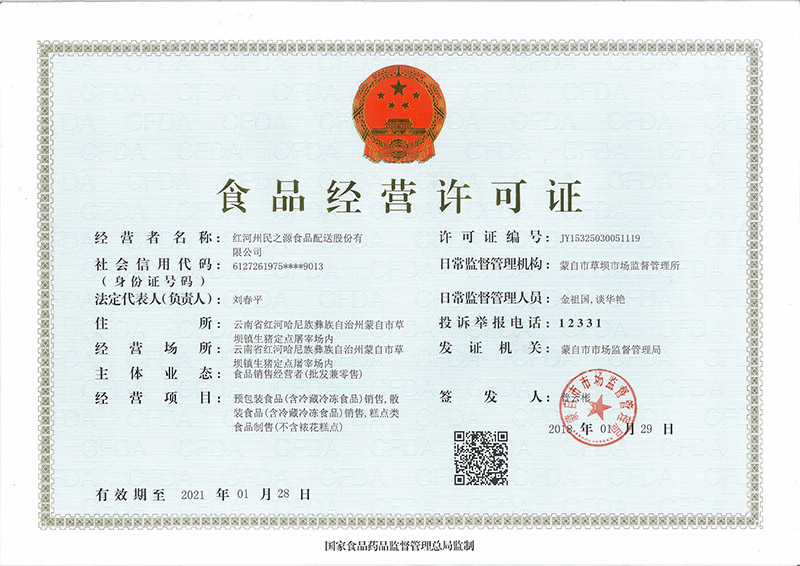 食品经营许可证
经营者名称：红河州民之源食品配送股份有
限公司
社会信用代码：6127261975****9013
（身份证号码）
法定代表人(负责人)：刘春平
住所：云南省红河哈尼族彝族自治州蒙自市草
坝镇生猪定点屠宰场内
经营场所：云南省红河哈尼族彝族自治州蒙自市草
坝镇生猪定点屠宰场内
主体业态：食品销售经营者(批发兼零售)
经营项目：预包装食品(含冷藏冷冻食品)销售,散
装食品(含冷藏冷冻食品)销售,糕点类
食品制售(不含裱花糕点)
许可证编号：JY15325030051119
日常监督管理机构：蒙自市草坝市场监督管理所
日常监督管理人员：金祖国,谈华艳
投诉举报电话：12331
发证机关：蒙自市市场监督管理局
签发人：
蒙自市市场监督管理局
2018 年 01 月 29 日
有效期至 2021 年 01 月 28 日
国家食品药品监督管理总局监制